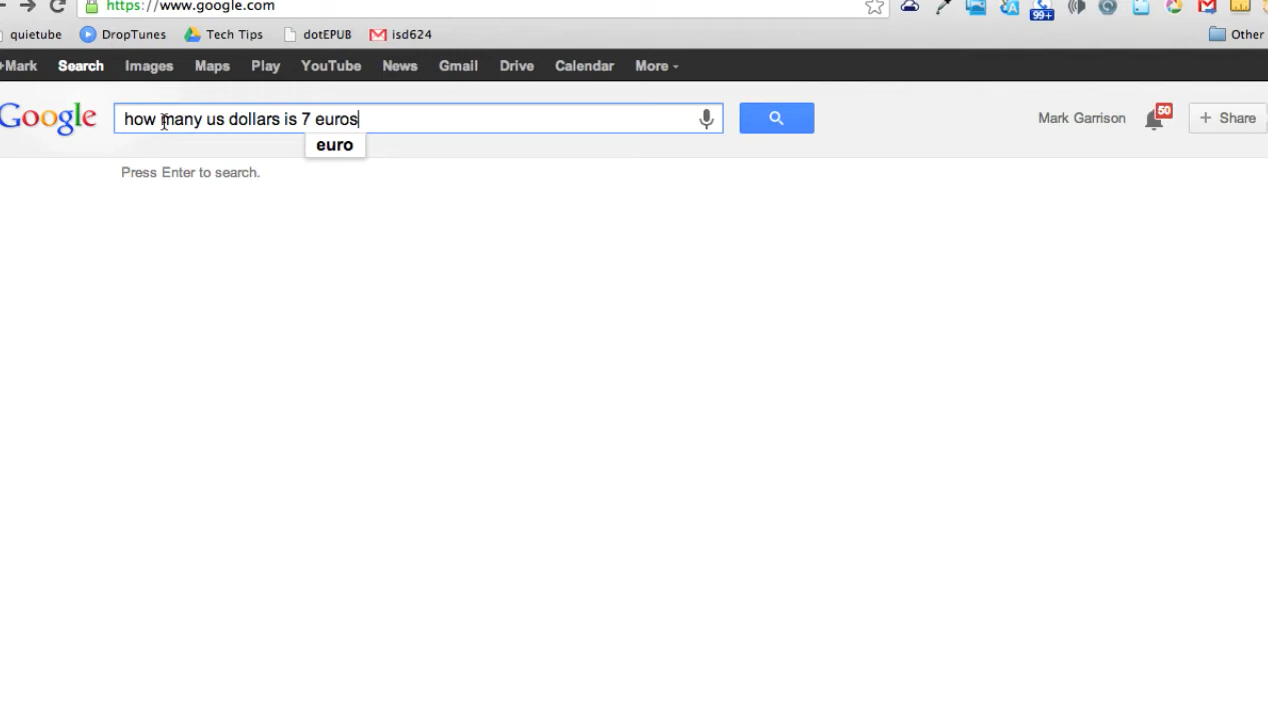 https://www.google.com
99+
quietube DropTunes Tech Tips dotEPUB isd624 Other
+Mark Search Images Maps Play YouTube News Gmail Drive Calendar More
Google how many us dollars is 7 euros Mark Garrison 50 + Share
euro
Press Enter to search.